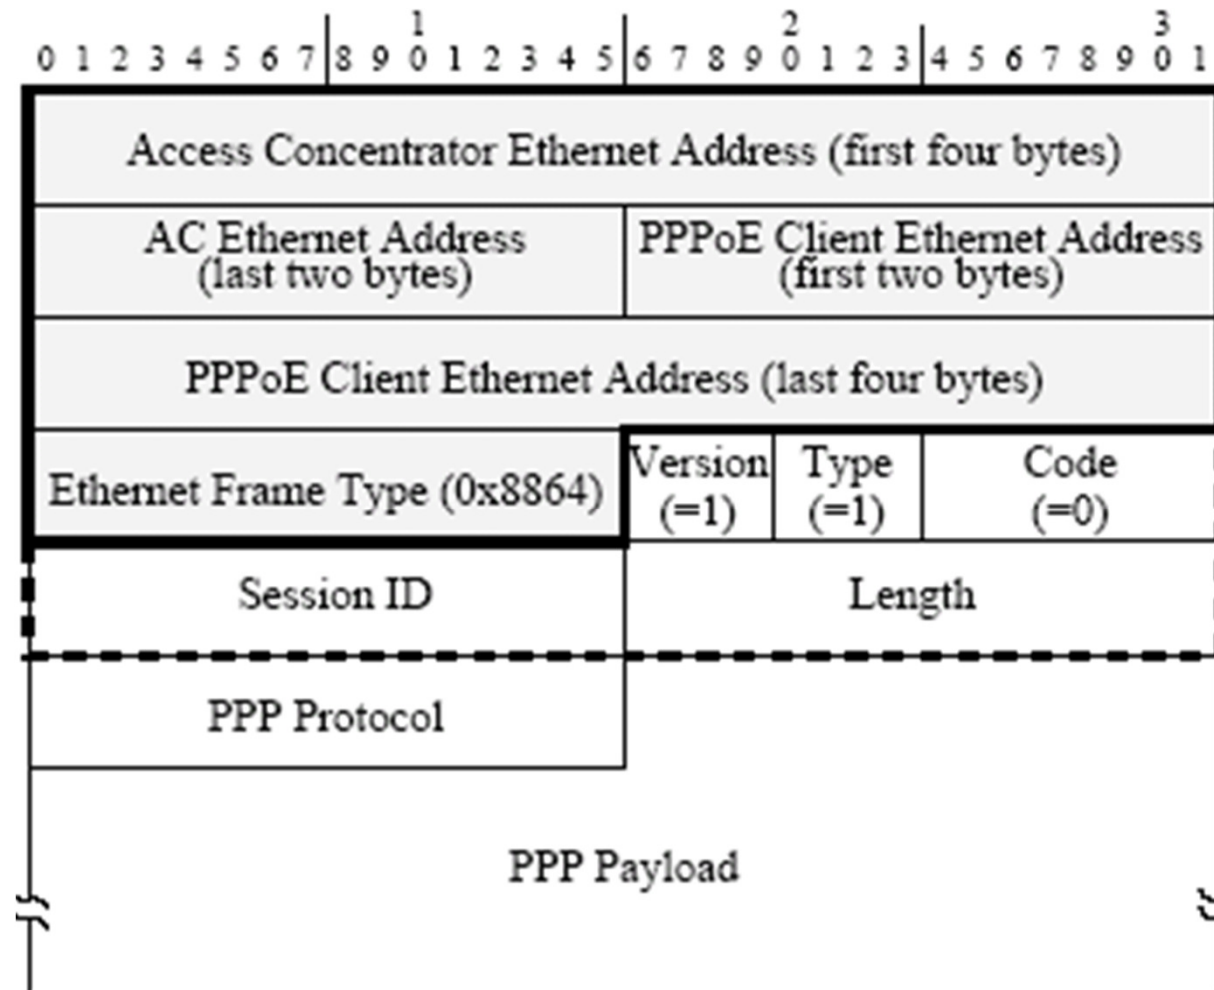 1 2 3
0 1 2 3 4 5 6 7 8 9 0 1 2 3 4 5 6 7 8 9 0 1 2 3 4 5 6 7 8 9 0 1
Access Concentrator Ethernet Address (first four bytes)
AC Ethernet Address
(last two bytes)
PPPoE Client Ethernet Address
(first two bytes)
PPPoE Client Ethernet Address (last four bytes)
Ethernet Frame Type (0x8864)
Version
(=1)
Type
(=1)
Code
(=0)
Session ID
Length
PPP Protocol
PPP Payload